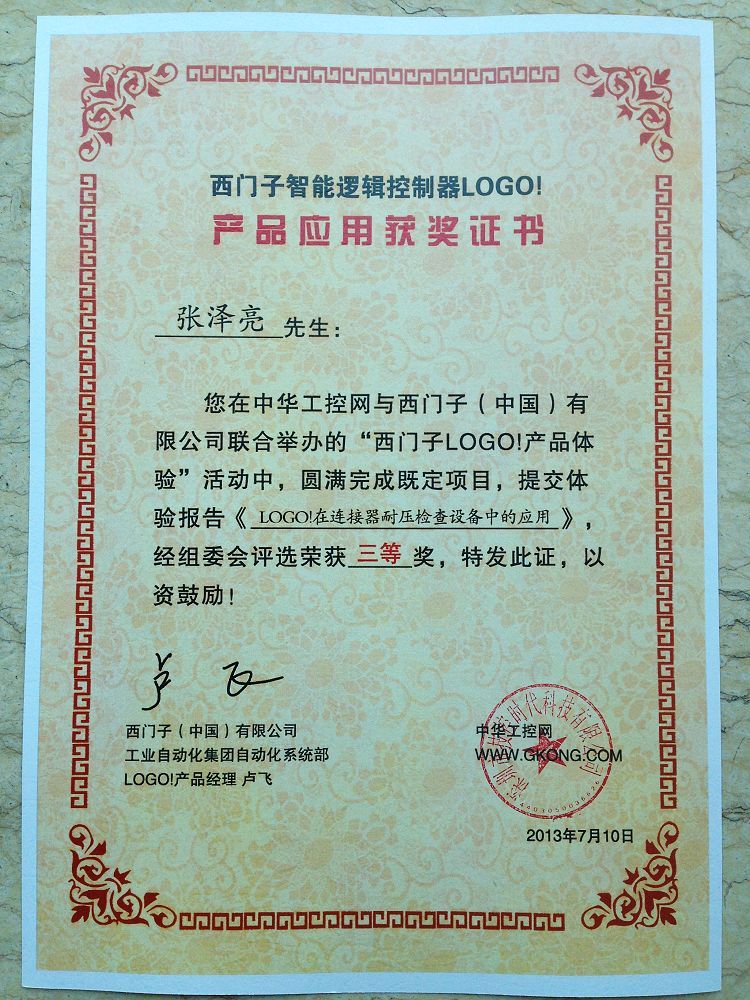 西门子智能逻辑控制器LOGO!
产品应用获奖证书
张泽亮 先生：
您在中华工控网与西门子（中国）有
限公司联合举办的“西门子LOGO!产品体
验”活动中，圆满完成既定项目，提交体
验报告《LOGO!在连接器耐压检查设备中的应用》，
经组委会评选荣获 三等 奖，特发此证，以
资鼓励！
卢飞
西门子（中国）有限公司
工业自动化集团自动化系统部
LOGO!产品经理 卢飞
中华工控网
WWW.GKONG.COM
2013年7月10日